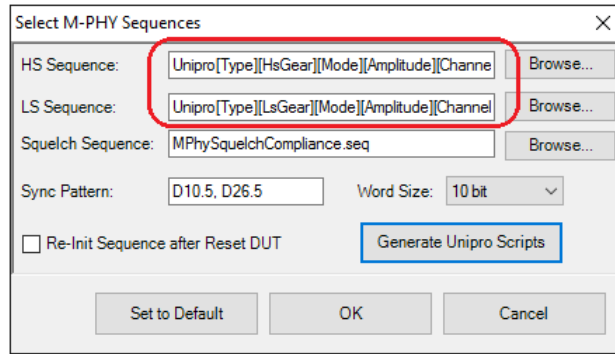 Select M-PHY Sequences
HS Sequence: Unipro[Type][HsGear][Mode][Amplitude][Channe Browse...
LS Sequence: Unipro[Type][LsGear][Mode][Amplitude][Channel Browse...
Squelch Sequence: MPhySquelchCompliance.seq Browse...
Sync Pattern: D10.5, D26.5 Word Size: 10 bit
Re-Init Sequence after Reset DUT Generate Unipro Scripts
Set to Default OK Cancel